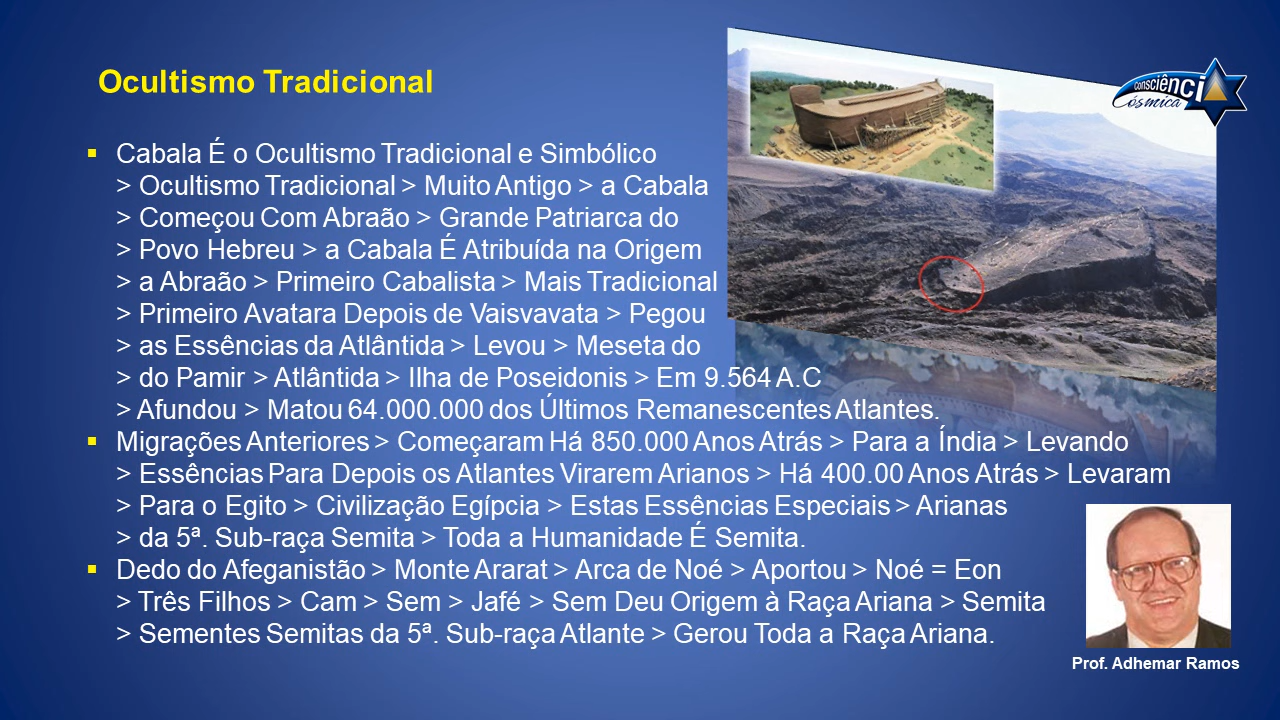 Ocultismo Tradicional
Consciênci
Cósmica
▪ Cabala É o Ocultismo Tradicional e Simbólico
> Ocultismo Tradicional > Muito Antigo > a Cabala
> Começou Com Abraão > Grande Patriarca do
> Povo Hebreu > a Cabala É Atribuída na Origem
> a Abraão > Primeiro Cabalista > Mais Tradicional
> Primeiro Avatara Depois de Vaisvavata > Pegou
> as Essências da Atlântida > Levou > Meseta do
> do Pamir > Atlântida > Ilha de Poseidonis > Em 9.564 A.C
> Afundou > Matou 64.000.000 dos Últimos Remanescentes Atlantes.
▪ Migrações Anteriores > Começaram Há 850.000 Anos Atrás > Para a Índia > Levando
> Essências Para Depois os Atlantes Virarem Arianos > Há 400.00 Anos Atrás > Levaram
> Para o Egito > Civilização Egípcia > Estas Essências Especiais > Arianas
> da 5ª. Sub-raça Semita > Toda a Humanidade É Semita.
▪ Dedo do Afeganistão > Monte Ararat > Arca de Noé > Aportou > Noé = Eon
> Três Filhos > Cam > Sem > Jafé > Sem Deu Origem à Raça Ariana > Semita
> Sementes Semitas da 5ª. Sub-raça Atlante > Gerou Toda a Raça Ariana.
Prof. Adhemar Ramos